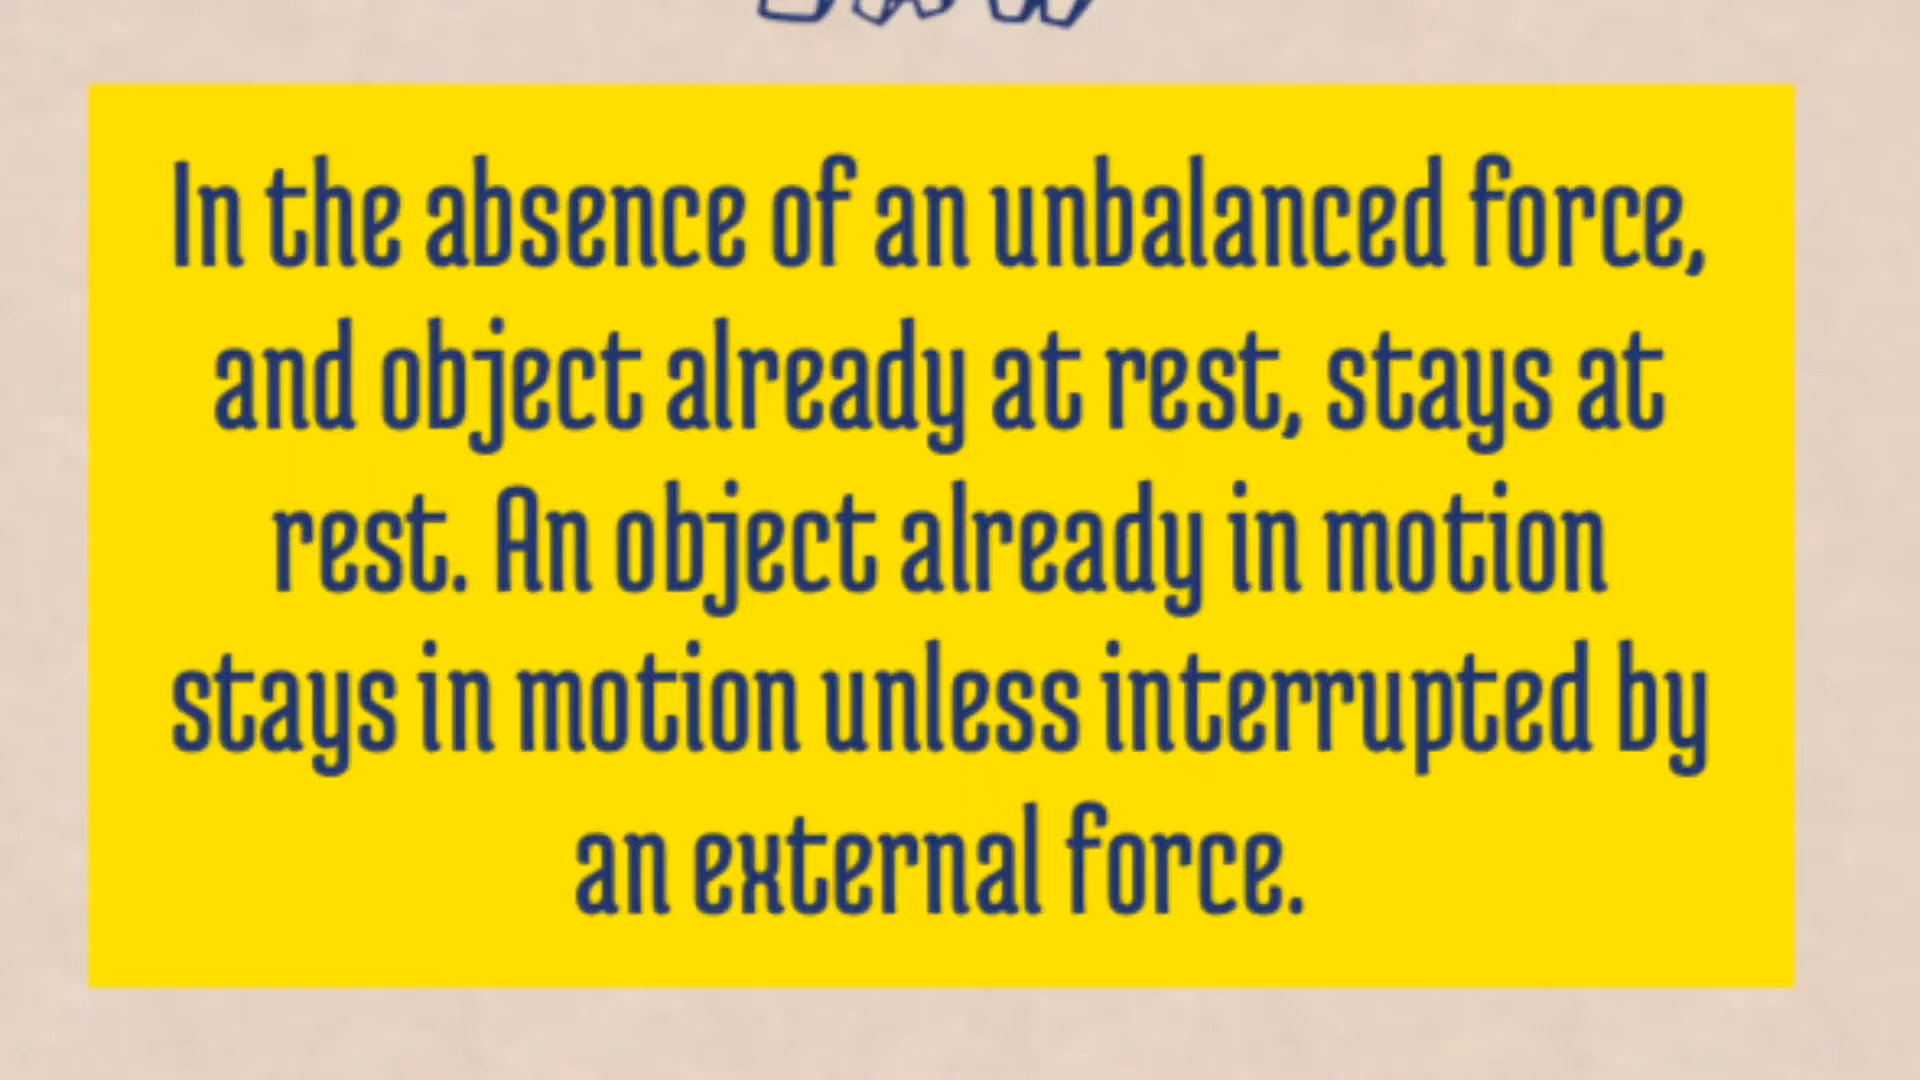 In the absence of an unbalanced force,
and object already at rest, stays at
rest. An object already in motion
stays in motion unless interrupted by
an external force.